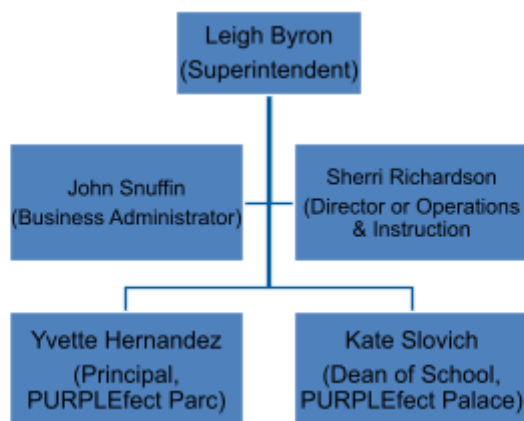 Leigh Byron
(Superintendent)
John Snuffin
(Business Administrator)
Sherri Richardson
(Director or Operations
& Instruction
Yvette Hernandez
(Principal,
PURPLEfect Parc)
Kate Slovich
(Dean of School,
PURPLEfect Palace)